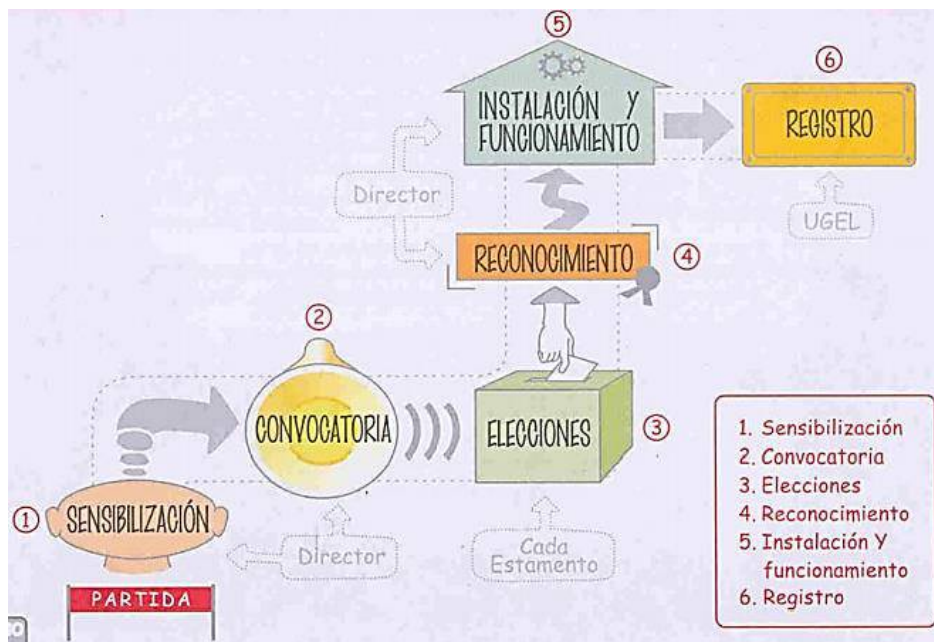 5
6
INSTALACIÓN Y
FUNCIONAMIENTO
REGISTRO
Director
UGEL
RECONOCIMIENTO
4
2
CONVOCATORIA
ELECCIONES
3
1
SENSIBILIZACIÓN
Director
Cada
Estamento
PARTIDA
1. Sensibilización
2. Convocatoria
3. Elecciones
4. Reconocimiento
5. Instalación Y
funcionamiento
6. Registro